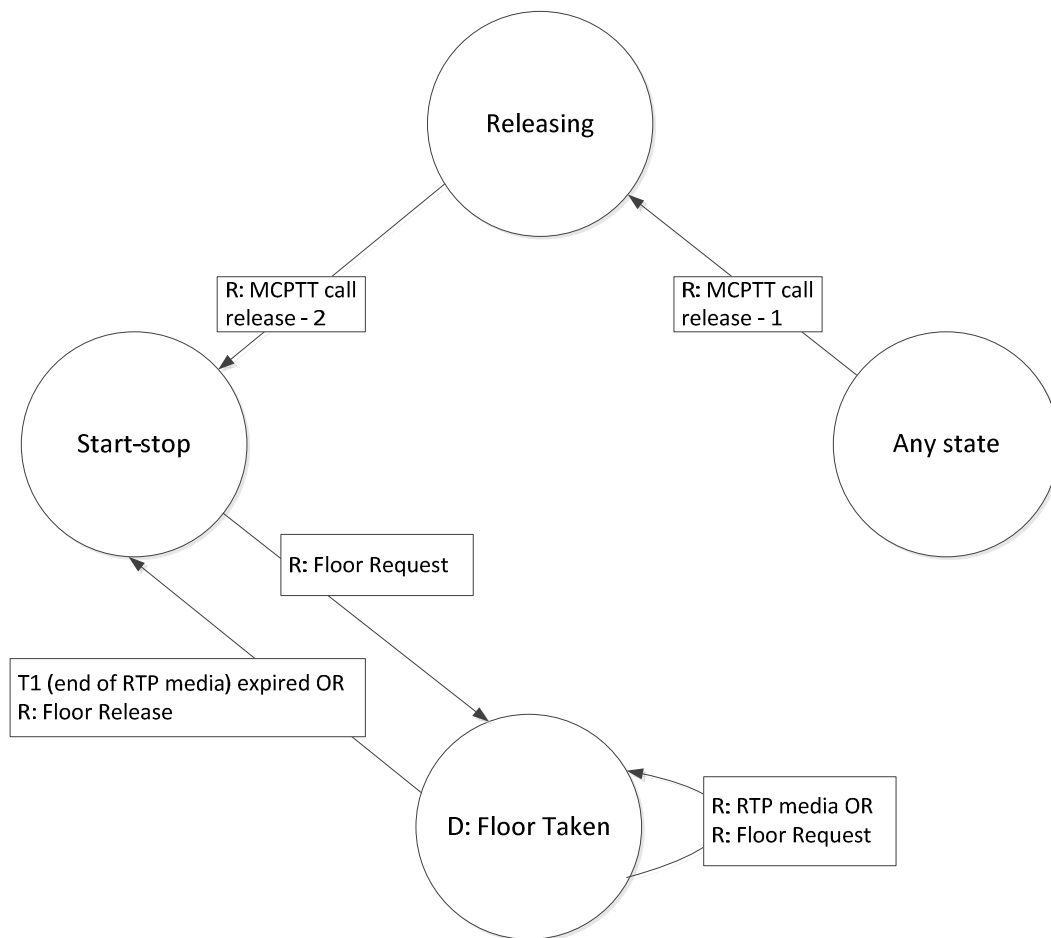 Releasing
R: MCPTT call
release - 2
R: MCPTT call
release - 1
Start-stop
Any state
R: Floor Request
T1 (end of RTP media) expired OR
R: Floor Release
D: Floor Taken
R: RTP media OR
R: Floor Request